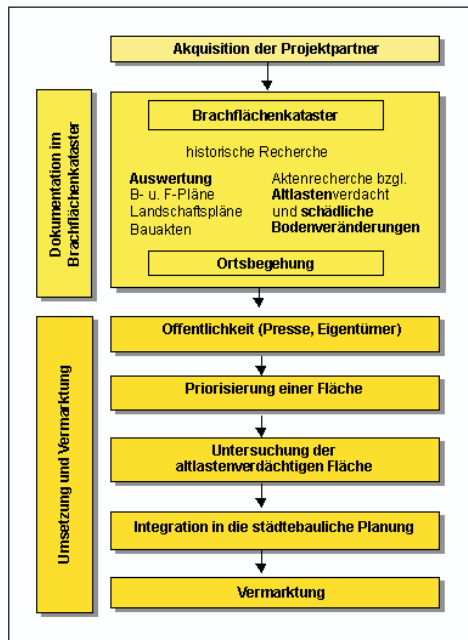 Akquisition der Projektpartner
Dokumentation im
Brachflächenkataster
Brachflächenkataster
historische Recherche
Auswertung
B- u. F-Pläne
Landschaftspläne
Bauakten
Aktenrecherche bzgl.
Altlastenverdacht
und schädliche
Bodenveränderungen
Ortsbegehung
Umsetzung und Vermarktung
Öffentlichkeit (Presse, Eigentümer)
Priorisierung einer Fläche
Untersuchung der
altlastenverdächtigen Fläche
Integration in die städtebauliche Planung
Vermarktung